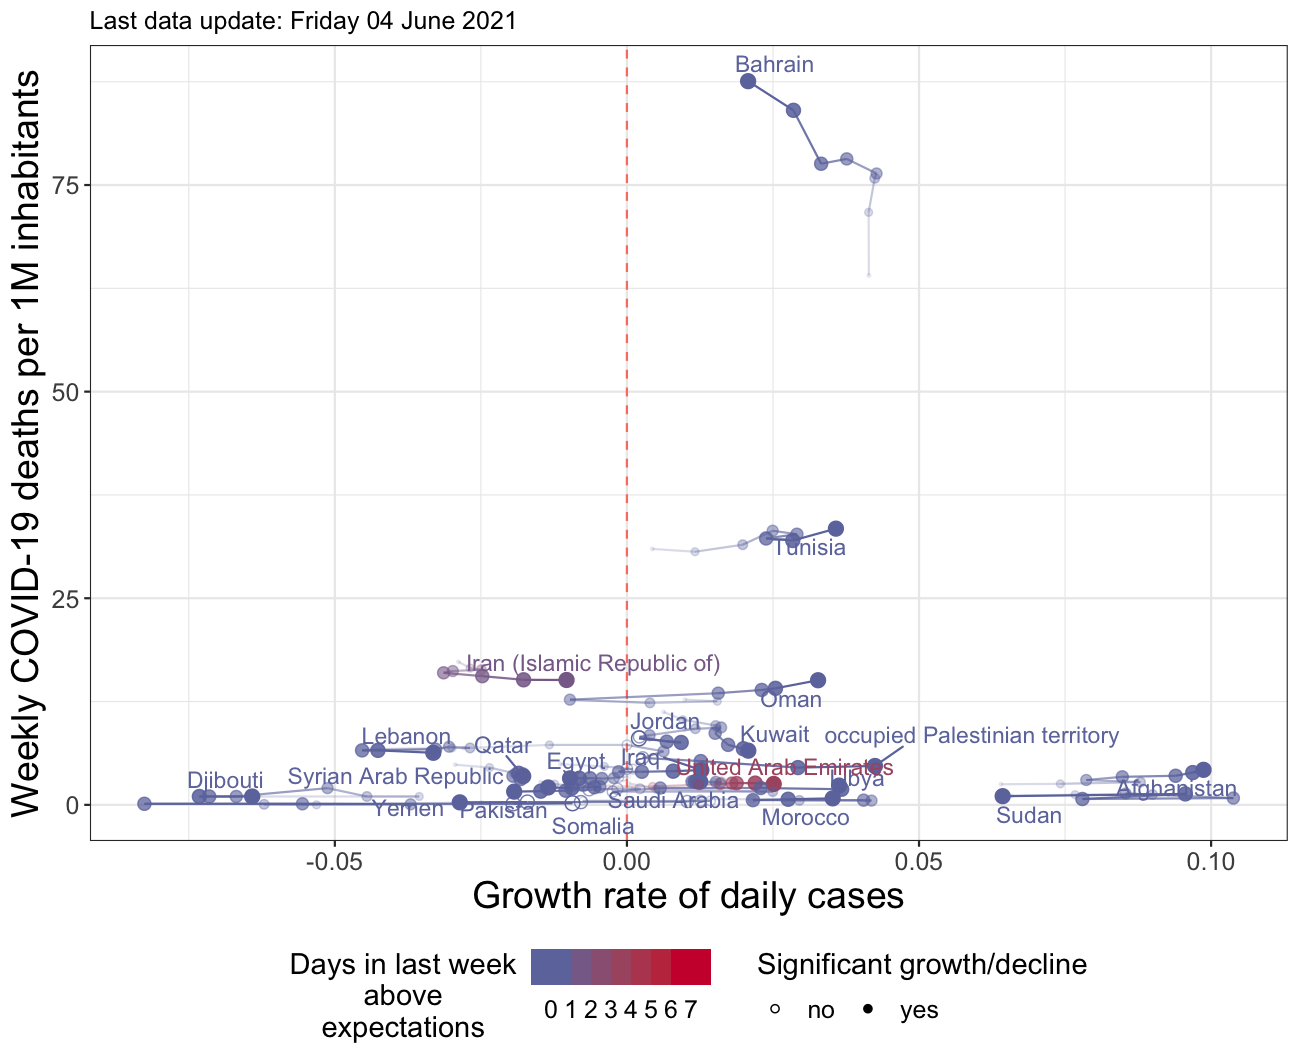 Last data update: Friday 04 June 2021
Weekly COVID-19 deaths per 1M inhabitants
75
50
25
0
Bahrain
Tunisia
Iran (Islamic Republic of)
Oman
Jordan
Lebanon
Qatar
Kuwait
occupied Palestinian territory
Egypt
Iraq
United Arab Emirates
Djibouti
Syrian Arab Republic
Afghanistan
Saudi Arabia
Yemen
Pakistan
Somalia
Morocco
Sudan
-0.05
0.00
0.05
0.10
Growth rate of daily cases
Days in last week
above
expectations
0 1 2 3 4 5 6 7
Significant growth/decline
no
yes